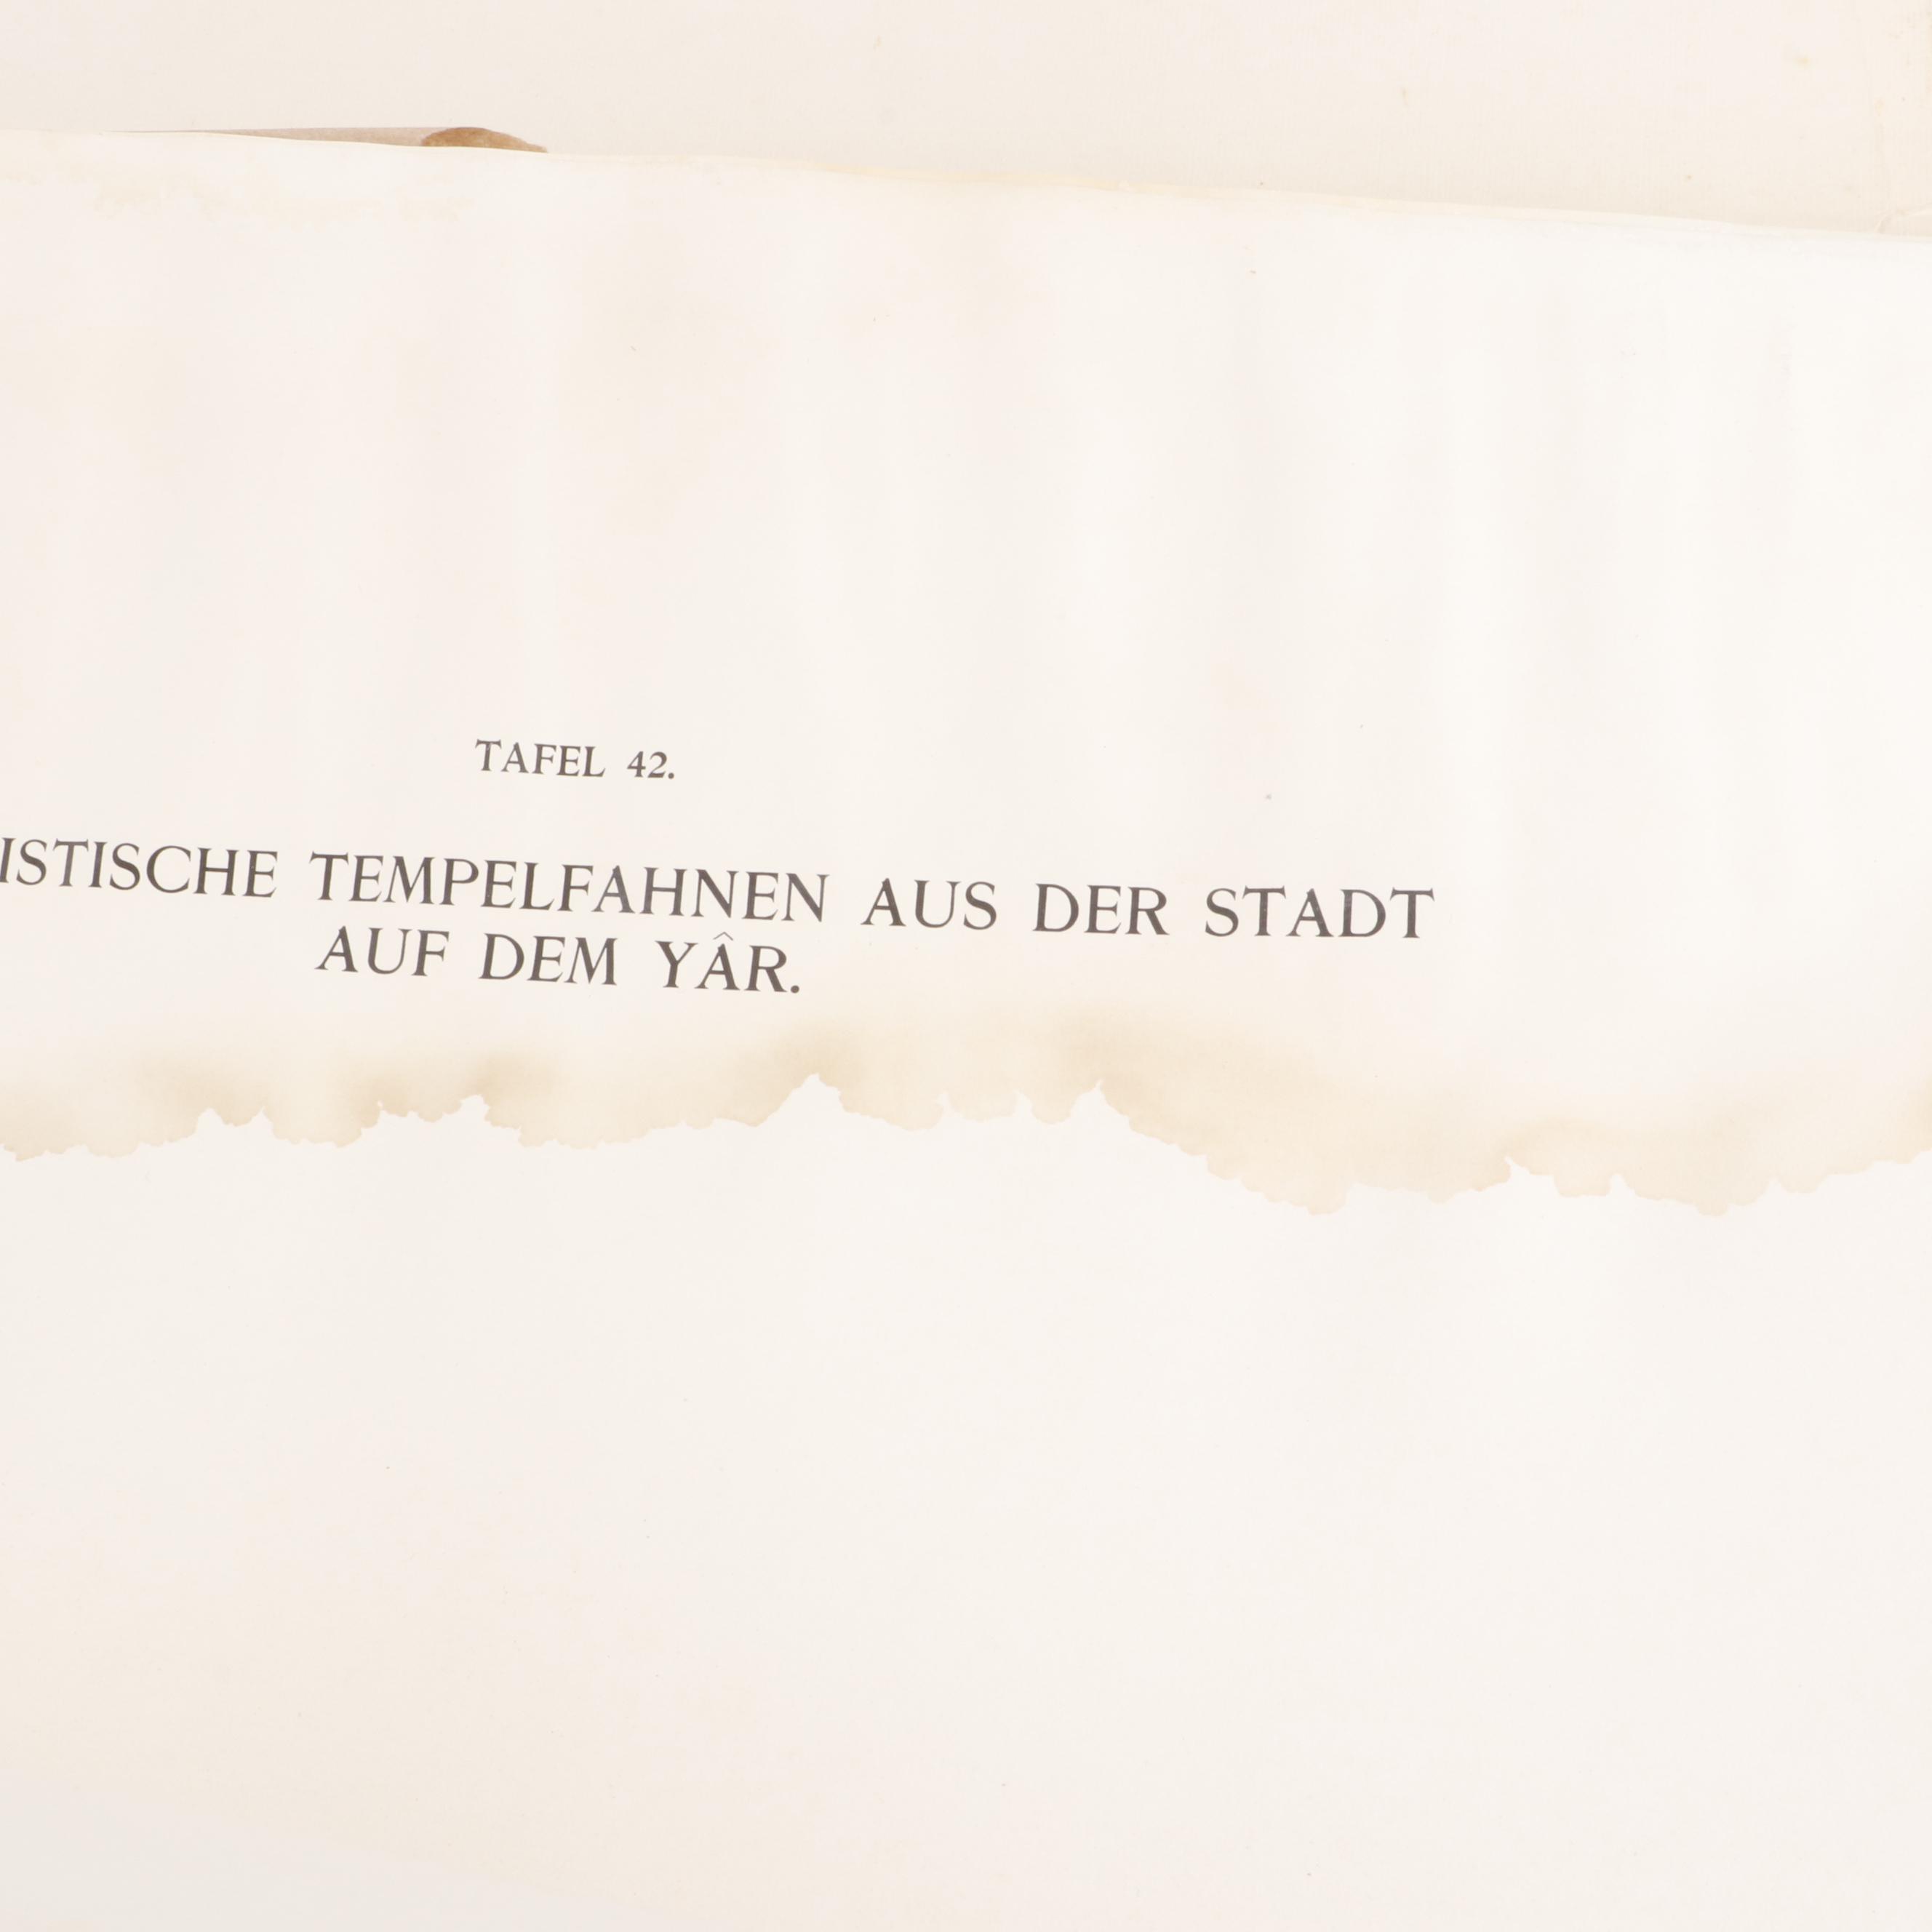 TAFEL 42.
ISTISCHE TEMPELFAHNEN AUS DER STADT
AUF DEM YÂR.